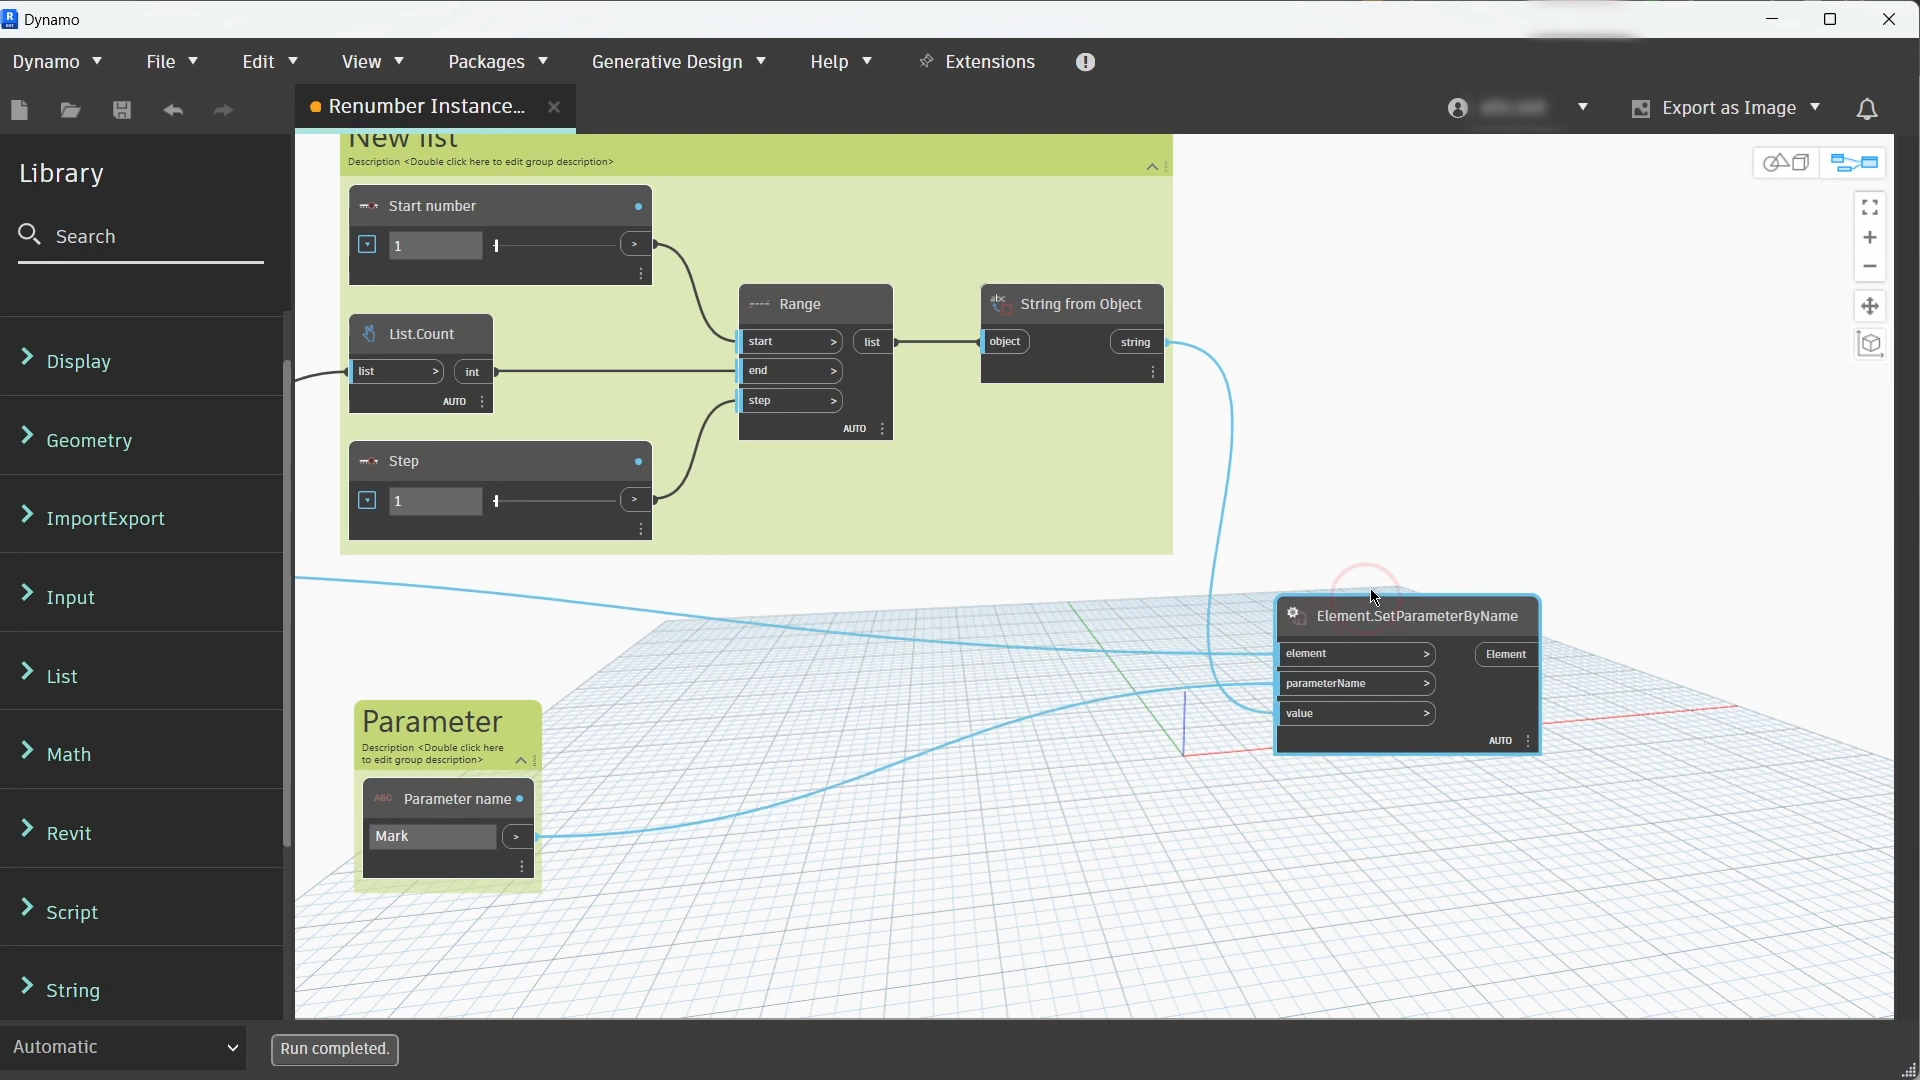 Dynamo
Dynamo File Edit View Packages Generative Design Help Extensions
Renumber Instance...
Export as Image
Library
Search
Display
Geometry
ImportExport
Input
List
Math
Revit
Script
String
New list
Description <Double click here to edit group description>
Start number
1
>
List.Count
list > int
AUTO
Step
1
>
Range
start > list
end >
step >
AUTO
abc
String from Object
object string
Parameter
Description <Double click here
to edit group description>
ABC Parameter name
Mark >
123
Element.SetParameterByName
element > Element
parameterName >
value >
AUTO
Automatic
Run completed.